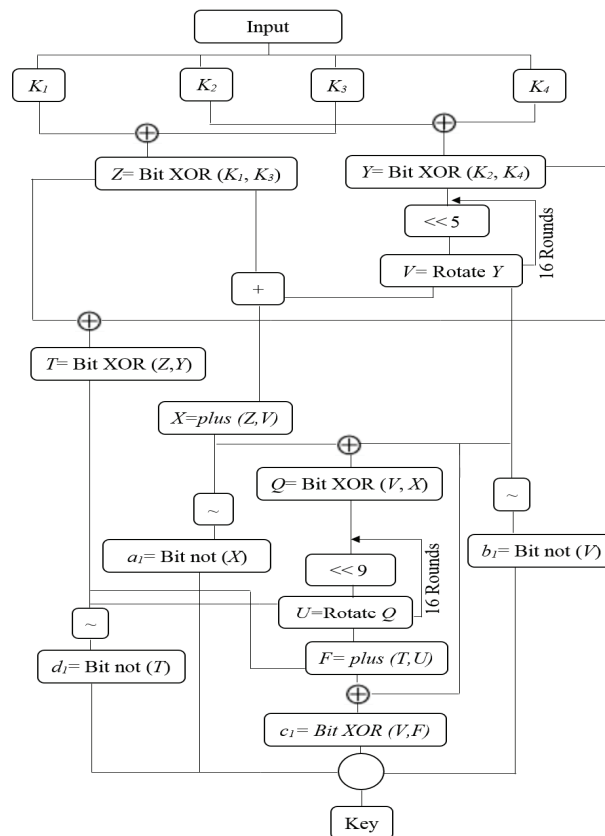 Input
K₁
K₂
K₃
K₄
Z= Bit XOR (K₁, K₃)
Y= Bit XOR (K₂, K₄)
<< 5
16 Rounds
V= Rotate Y
+
T= Bit XOR (Z,Y)
X=plus (Z,V)
Q= Bit XOR (V, X)
~
~
a₁= Bit not (X)
b₁= Bit not (V)
<< 9
16 Rounds
U=Rotate Q
~
F= plus (T,U)
d₁= Bit not (T)
c₁= Bit XOR (V,F)
Key